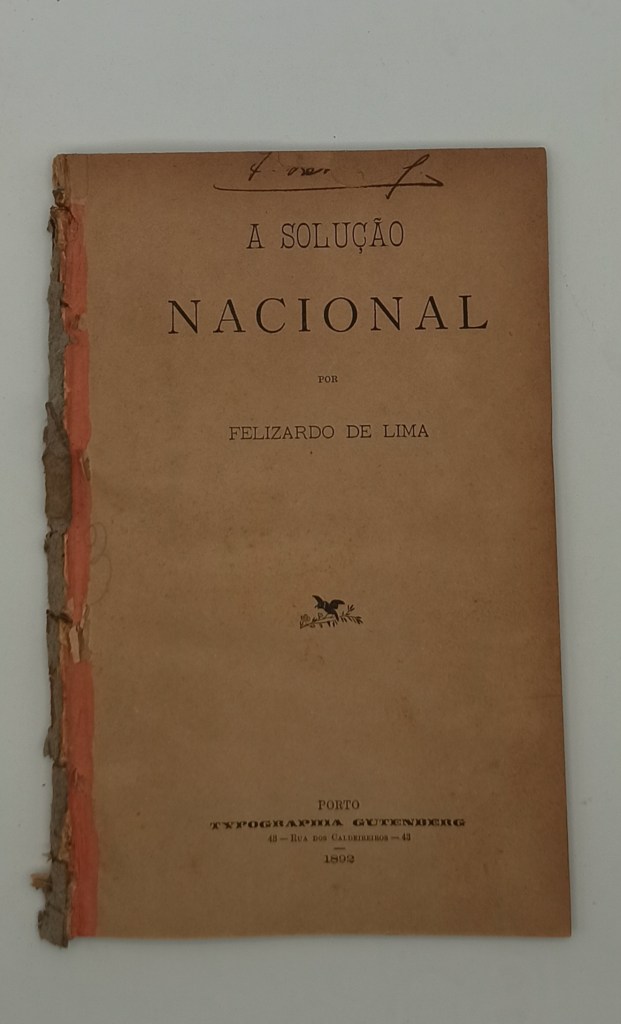 A SOLUÇÃO
NACIONAL
POR
FELIZARDO DE LIMA
PORTO
TYPOGRAPHIA GUTENBERG
43 — RUA DOS CALDEIREIROS — 43
1892